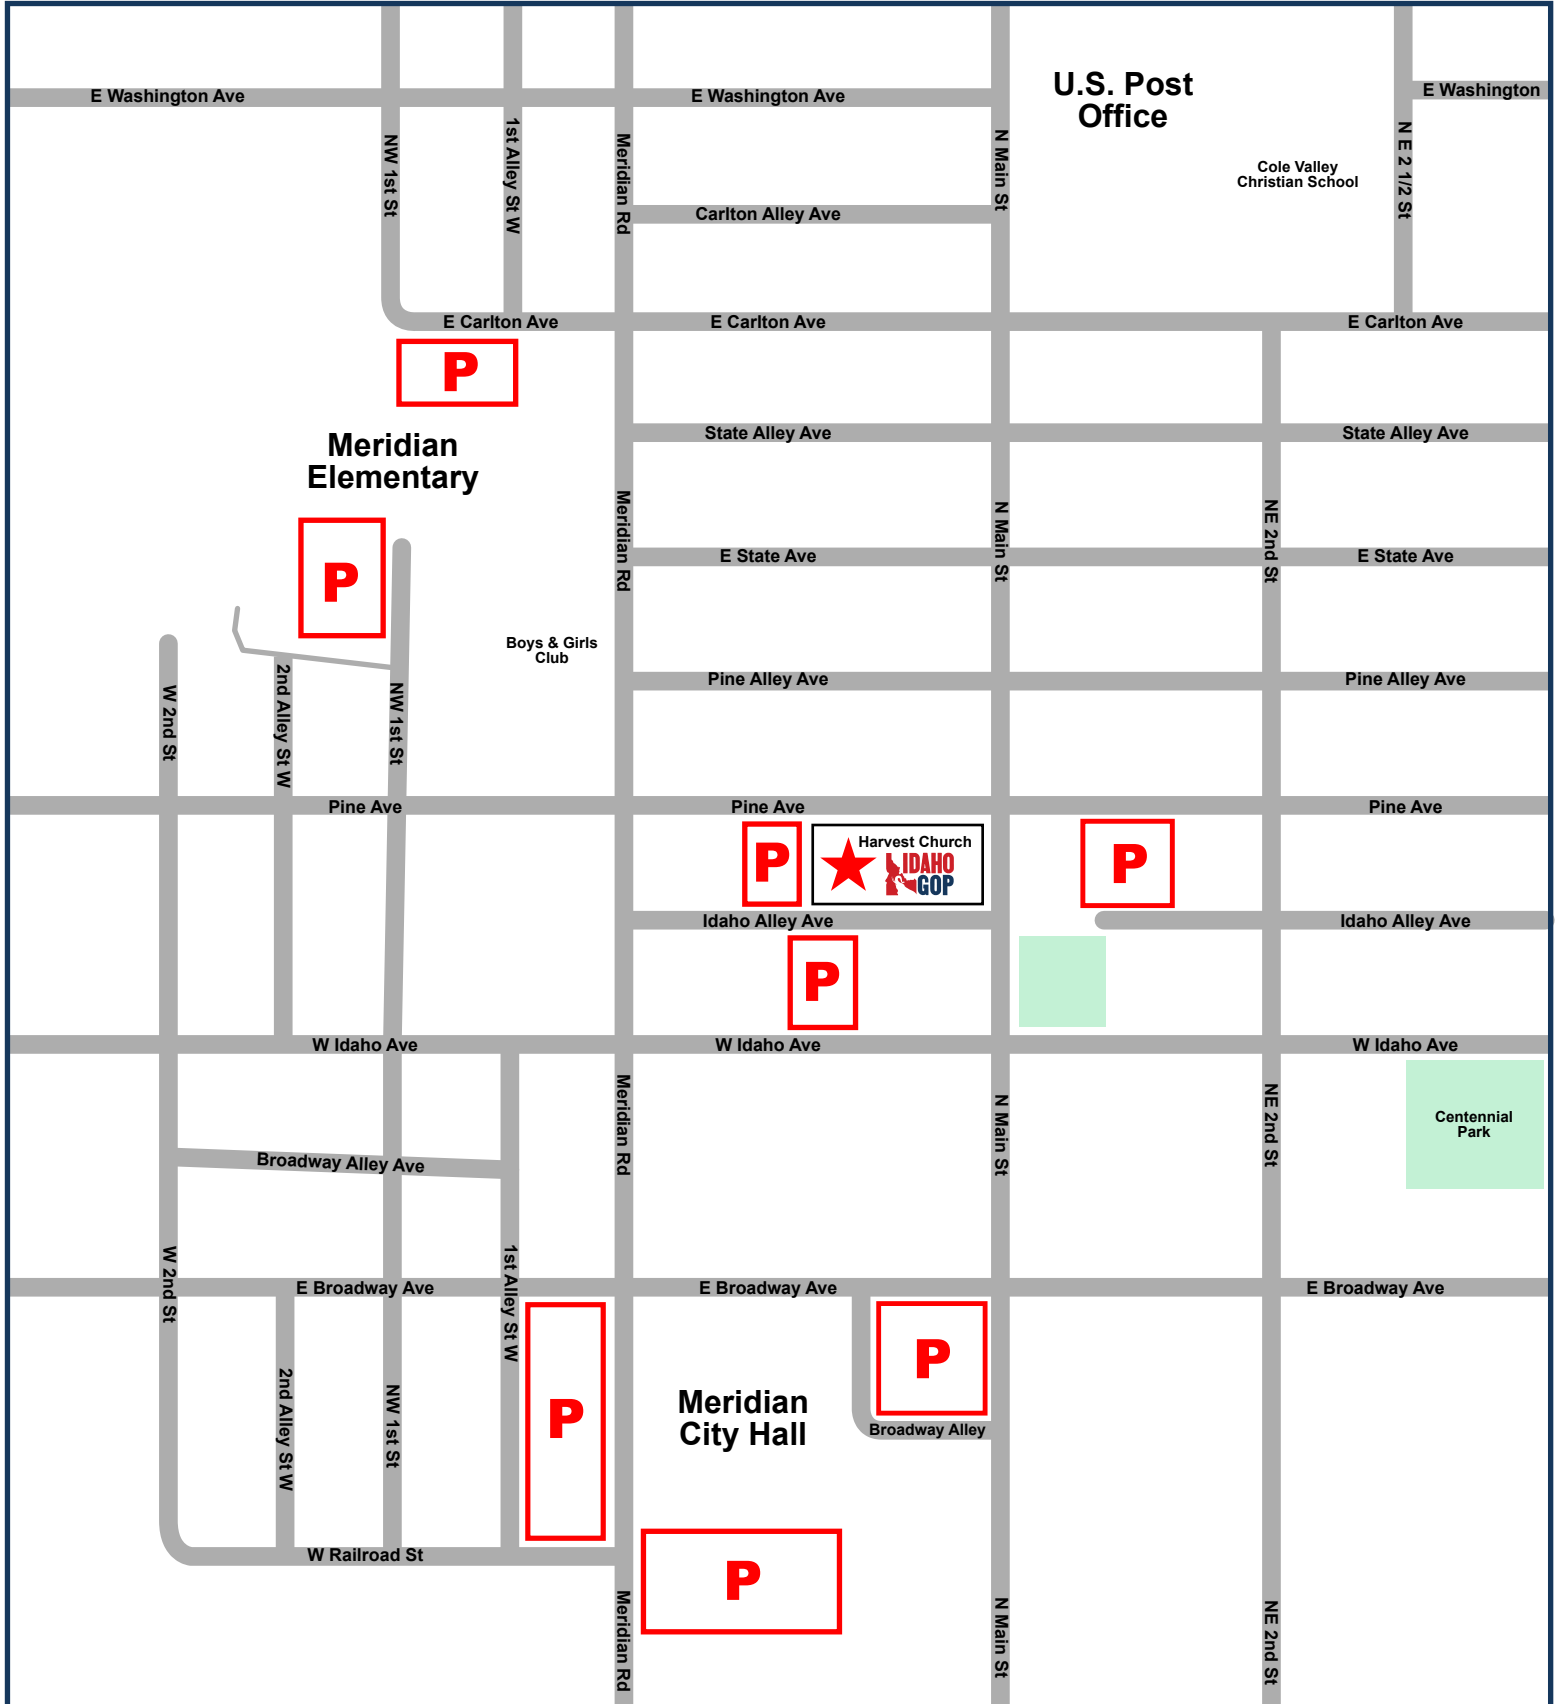 E Washington Ave
E Washington Ave
U.S. Post
Office
E Washington
NW 1st St
1st Alley St W
Meridian Rd
N Main St
N E 2 1/2 St
Cole Valley
Christian School
Carlton Alley Ave
E Carlton Ave
E Carlton Ave
E Carlton Ave
P
Meridian
Elementary
State Alley Ave
State Alley Ave
Meridian Rd
N Main St
NE 2nd St
P
E State Ave
E State Ave
Boys & Girls
Club
W 2nd St
2nd Alley St W
NW 1st St
Pine Alley Ave
Pine Alley Ave
Pine Ave
Pine Ave
Pine Ave
P
Harvest Church
IDAHO
GOP
P
Idaho Alley Ave
Idaho Alley Ave
P
W Idaho Ave
W Idaho Ave
W Idaho Ave
Meridian Rd
N Main St
NE 2nd St
Centennial
Park
Broadway Alley Ave
W 2nd St
E Broadway Ave
1st Alley St W
E Broadway Ave
E Broadway Ave
2nd Alley St W
NW 1st St
P
Meridian
City Hall
P
Broadway Alley
W Railroad St
P
Meridian Rd
N Main St
NE 2nd St